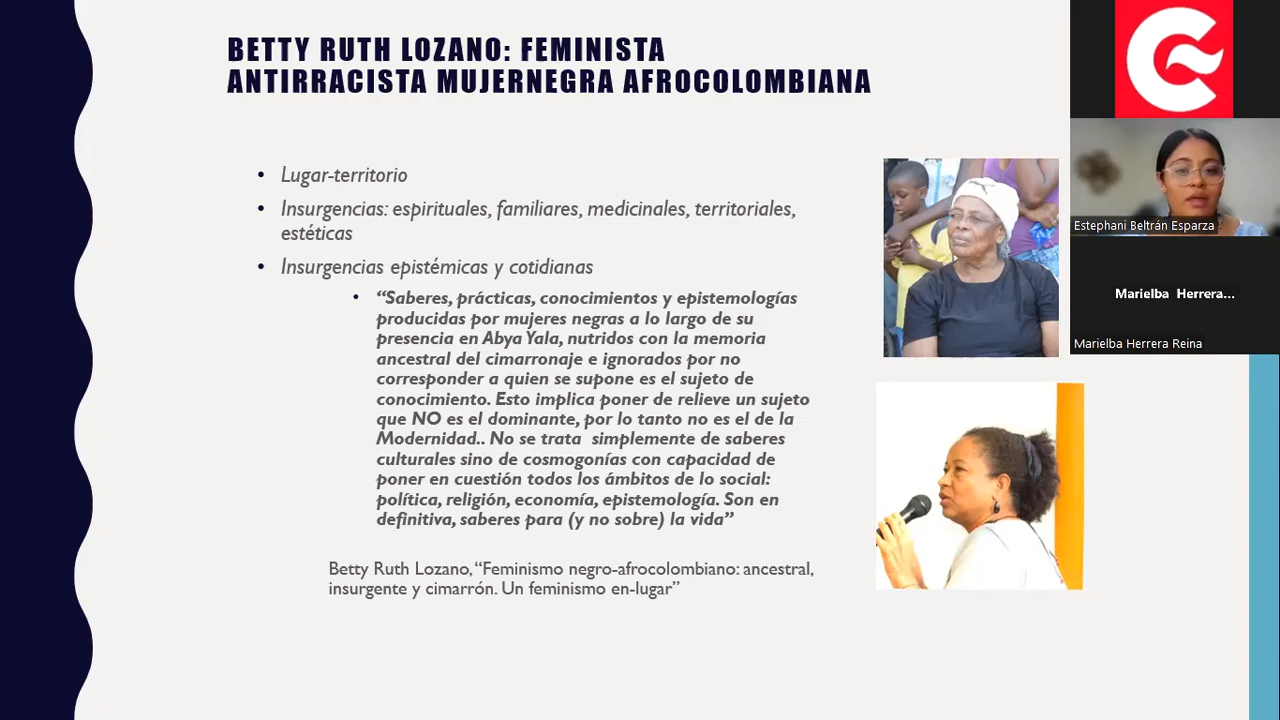 BETTY RUTH LOZANO: FEMINISTA
ANTIRRACISTA MUJERNEGRA AFROCOLOMBIANA
• Lugar-territorio
• Insurgencias: espirituales, familiares, medicinales, territoriales,
estéticas
• Insurgencias epistémicas y cotidianas
• “Saberes, prácticas, conocimientos y epistemologías
producidas por mujeres negras a lo largo de su
presencia en Abya Yala, nutridos con la memoria
ancestral del cimarronaje e ignorados por no
corresponder a quien se supone es el sujeto de
conocimiento. Esto implica poner de relieve un sujeto
que NO es el dominante, por lo tanto no es el de la
Modernidad.. No se trata simplemente de saberes
culturales sino de cosmogonías con capacidad de
poner en cuestión todos los ámbitos de lo social:
política, religión, economía, epistemología. Son en
definitiva, saberes para (y no sobre) la vida”
Betty Ruth Lozano, “Feminismo negro-afrocolombiano: ancestral,
insurgente y cimarrón. Un feminismo en-lugar”
Estephani Beltrán Esparza
Marielba Herrera...
Marielba Herrera Reina